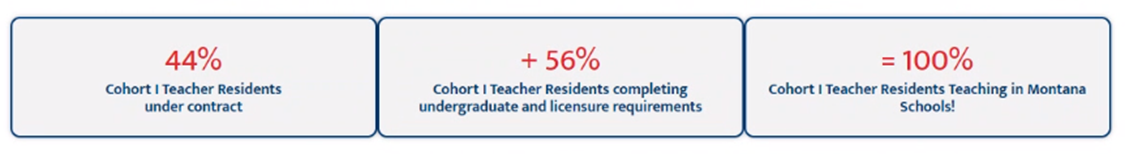 44%
Cohort I Teacher Residents
under contract
+ 56%
Cohort I Teacher Residents completing
undergraduate and licensure requirements
= 100%
Cohort I Teacher Residents Teaching in Montana
Schools!